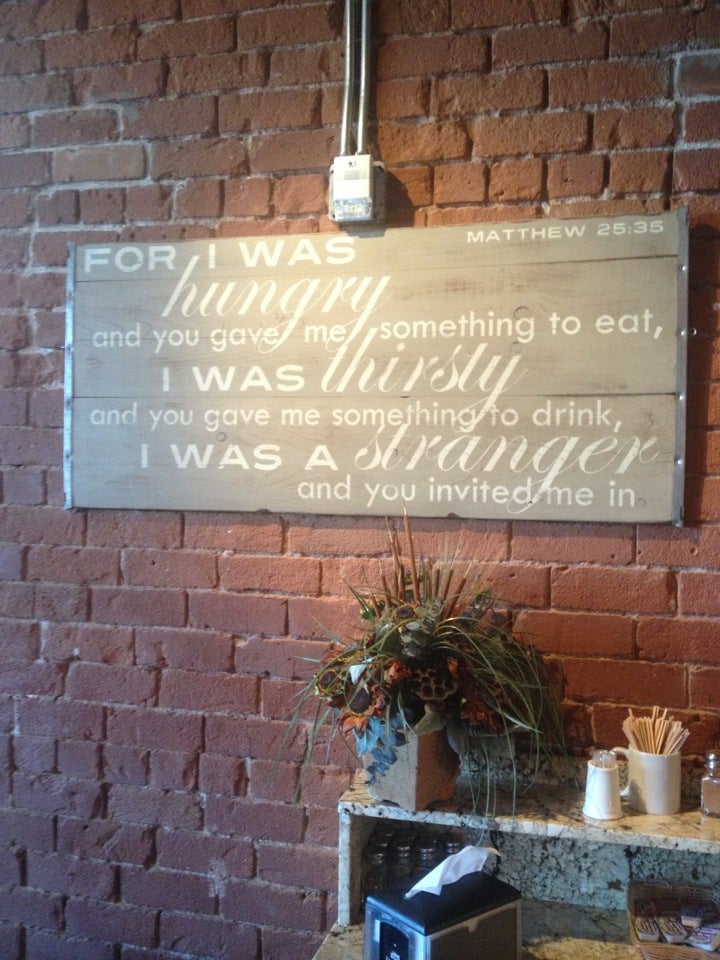 MATTHEW 25:35
FOR I WAS
hungry
and you gave me something to eat,
I WAS thirsty
and you gave me something to drink,
I WAS A stranger
and you invited me in